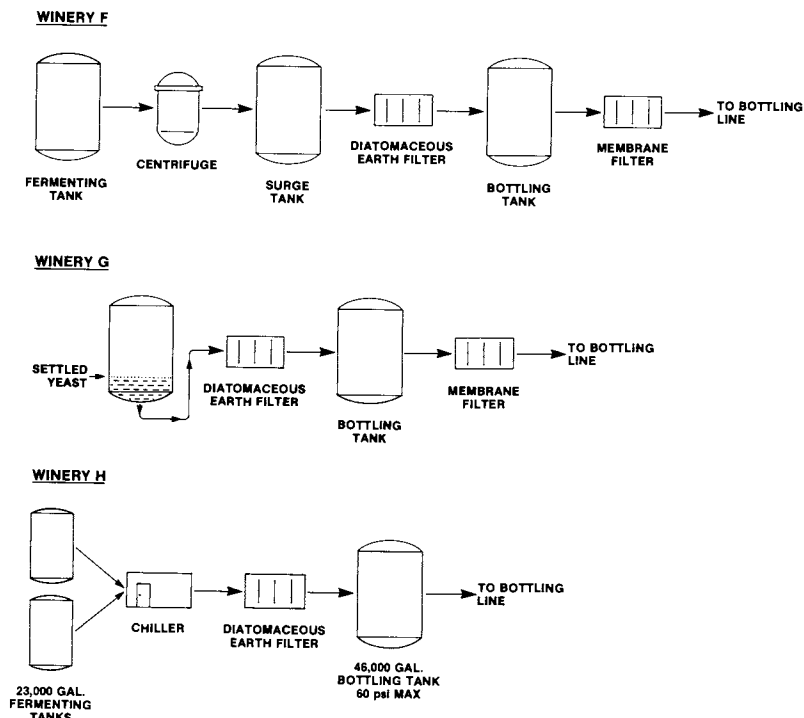 WINERY F
FERMENTING
TANK
CENTRIFUGE
SURGE
TANK
DIATOMACEOUS
EARTH FILTER
BOTTLING
TANK
MEMBRANE
FILTER
TO BOTTLING
LINE
WINERY G
SETTLED
YEAST
DIATOMACEOUS
EARTH FILTER
BOTTLING
TANK
MEMBRANE
FILTER
TO BOTTLING
LINE
WINERY H
23,000 GAL.
FERMENTING
TANKS
CHILLER
DIATOMACEOUS
EARTH FILTER
46,000 GAL.
BOTTLING TANK
60 psi MAX
TO BOTTLING
LINE